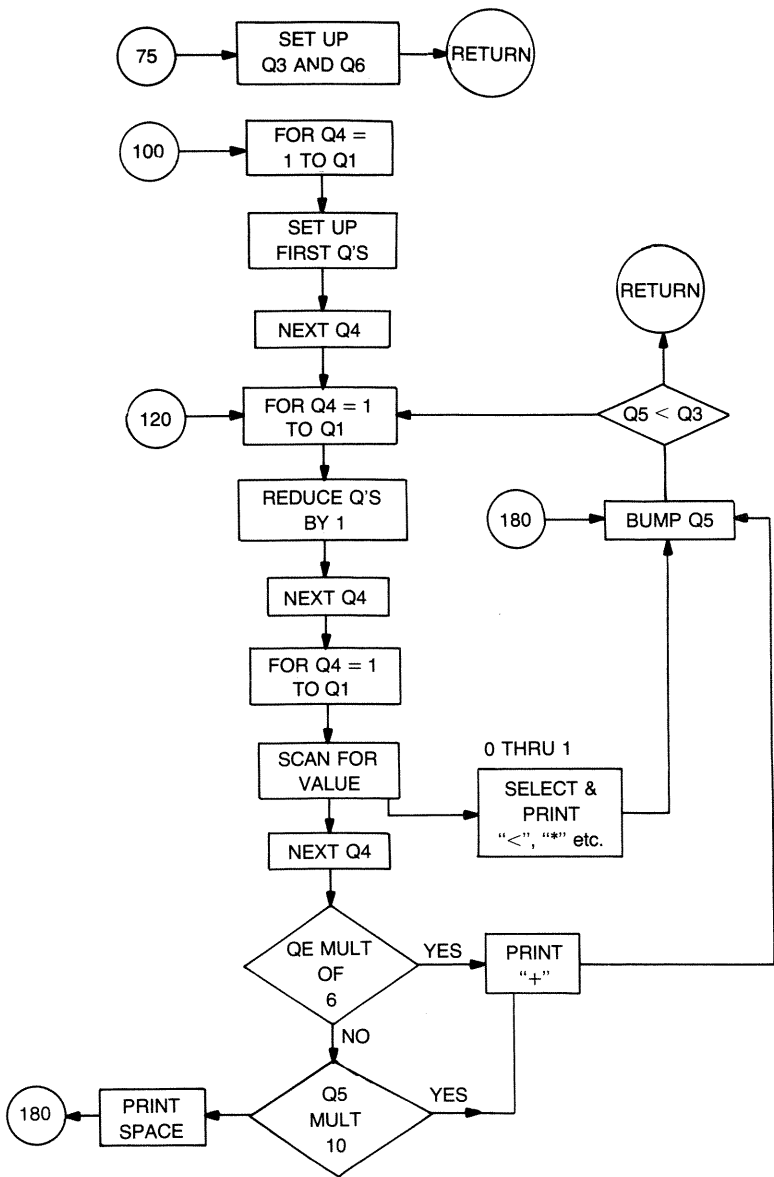 75
SET UP
Q3 AND Q6
RETURN
100
FOR Q4 =
1 TO Q1
SET UP
FIRST Q'S
RETURN
NEXT Q4
120
FOR Q4 = 1
TO Q1
Q5 < Q3
REDUCE Q'S
BY 1
180
BUMP Q5
NEXT Q4
FOR Q4 = 1
TO Q1
0 THRU 1
SCAN FOR
VALUE
SELECT &
PRINT
“<”, “*” etc.
NEXT Q4
QE MULT
OF
6
YES
PRINT
“+”
NO
Q5
MULT
10
YES
PRINT
SPACE
180